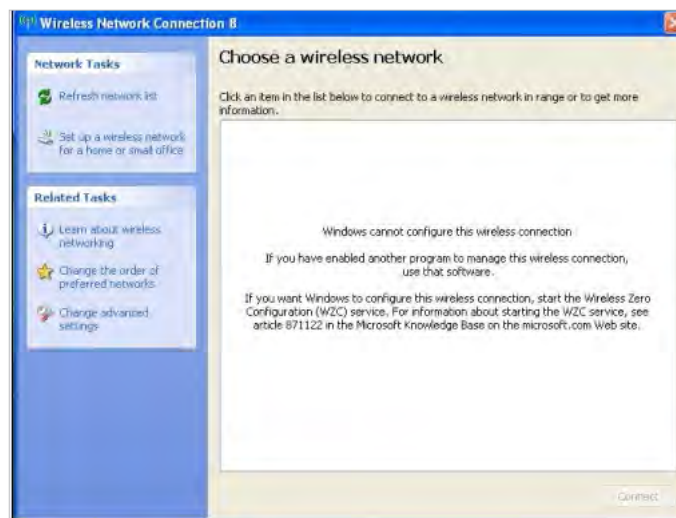 Wireless Network Connection 8
Network Tasks
Refresh network list
Set up a wireless network
for a home or small office
Related Tasks
Learn about wireless
networking
Change the order of
preferred networks
Change advanced
settings
Choose a wireless network
Click an item in the list below to connect to a wireless network in range or to get more
information.
Windows cannot configure this wireless connection
If you have enabled another program to manage this wireless connection,
use that software.
If you want Windows to configure this wireless connection, start the Wireless Zero
Configuration (WZC) service. For information about starting the WZC service, see
article 871122 in the Microsoft Knowledge Base on the microsoft.com Web site.
Connect